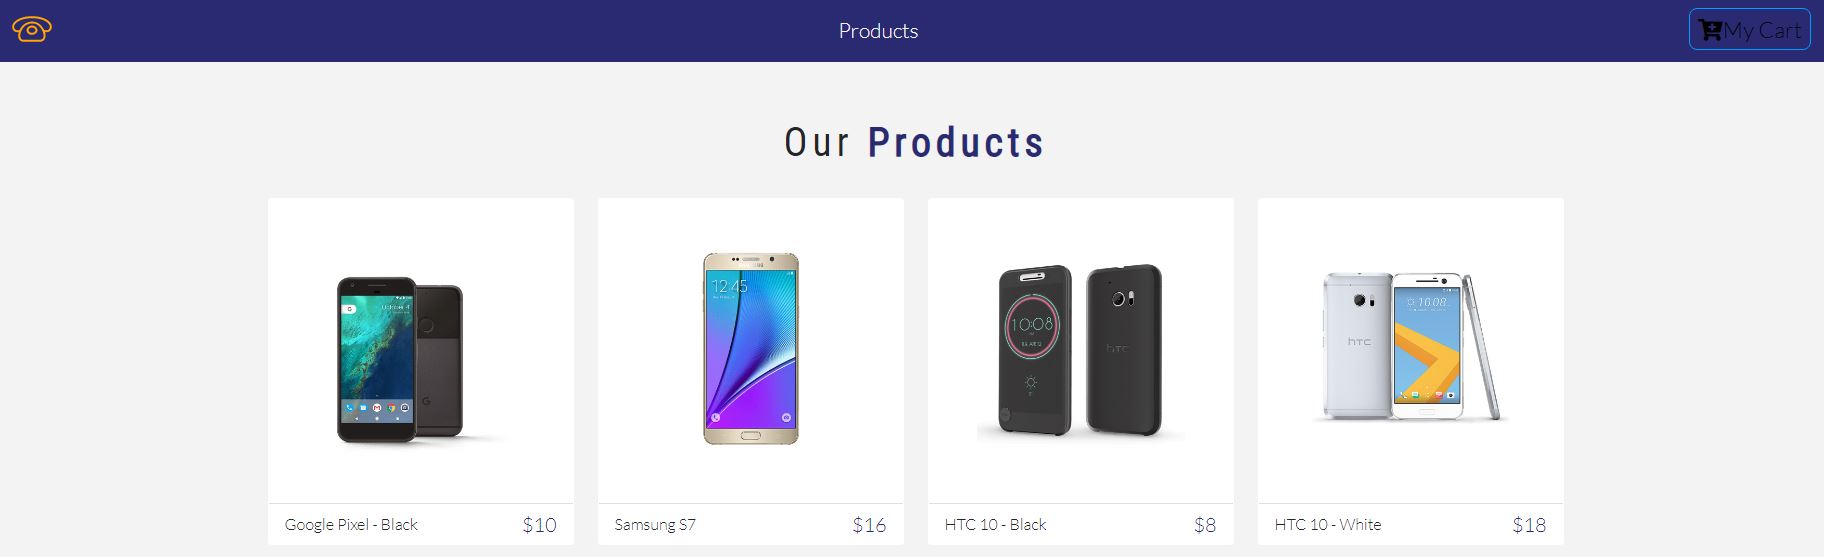 Products
My Cart
Our Products
12:45
10:08
hTC
10:08
hTC
Google Pixel - Black
$10
Samsung S7
$16
HTC 10 - Black
$8
HTC 10 - White
$18